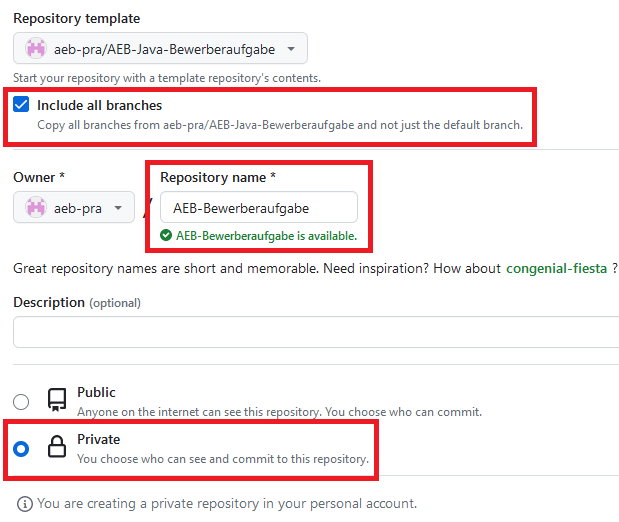 Repository template
aeb-pra/AEB-Java-Bewerberaufgabe
Start your repository with a template repository's contents.
Include all branches
Copy all branches from aeb-pra/AEB-Java-Bewerberaufgabe and not just the default branch.
Owner * Repository name *
aeb-pra / AEB-Bewerberaufgabe
AEB-Bewerberaufgabe is available.
Great repository names are short and memorable. Need inspiration? How about congenial-fiesta ?
Description (optional)
Public
Anyone on the internet can see this repository. You choose who can commit.
Private
You choose who can see and commit to this repository.
You are creating a private repository in your personal account.